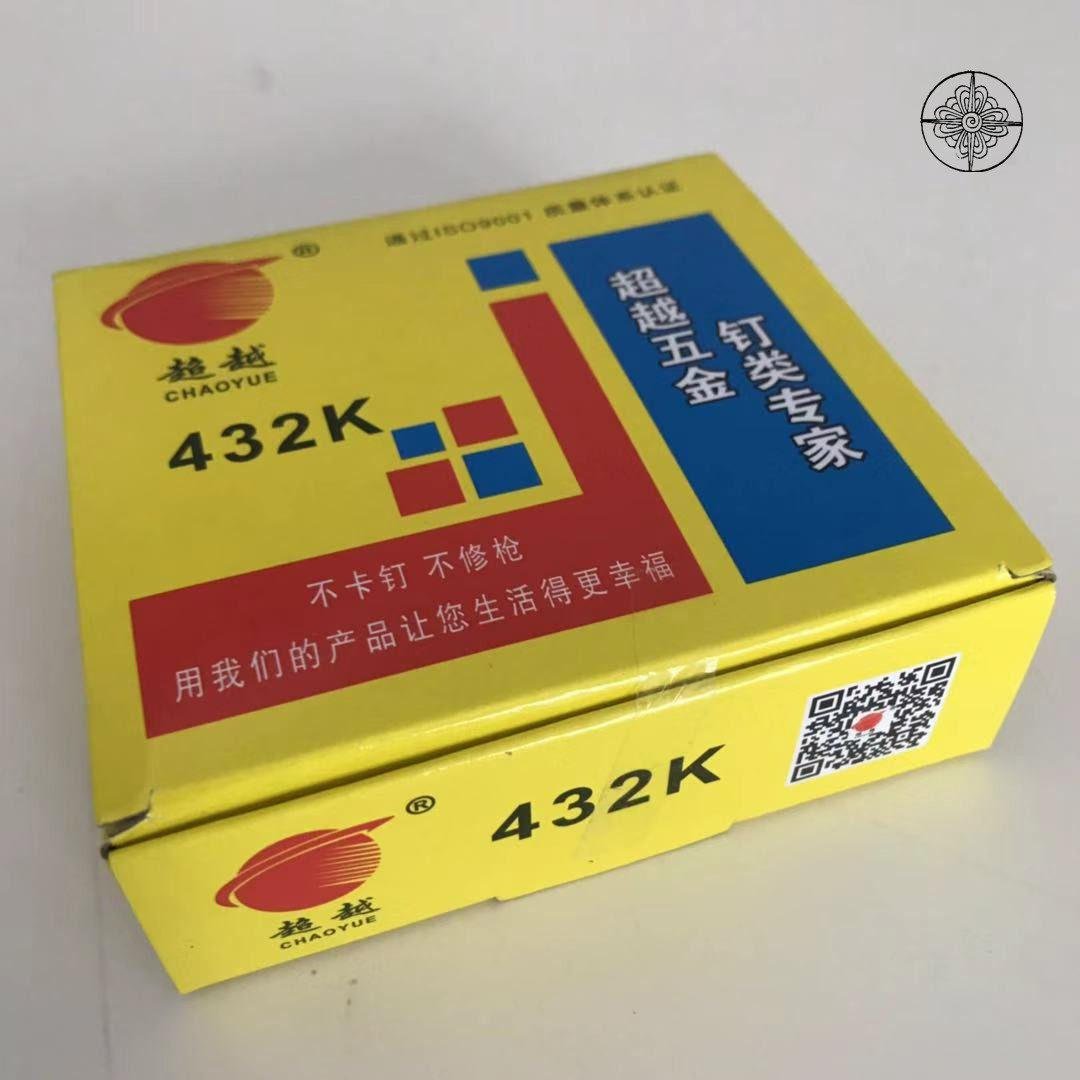 通过ISO9001 质量体系认证
®
超越
CHAOYUE
432K
超越五金
钉类专家
不卡钉 不修枪
用我们的产品让您生活得更幸福
®
超越
CHAOYUE
432K